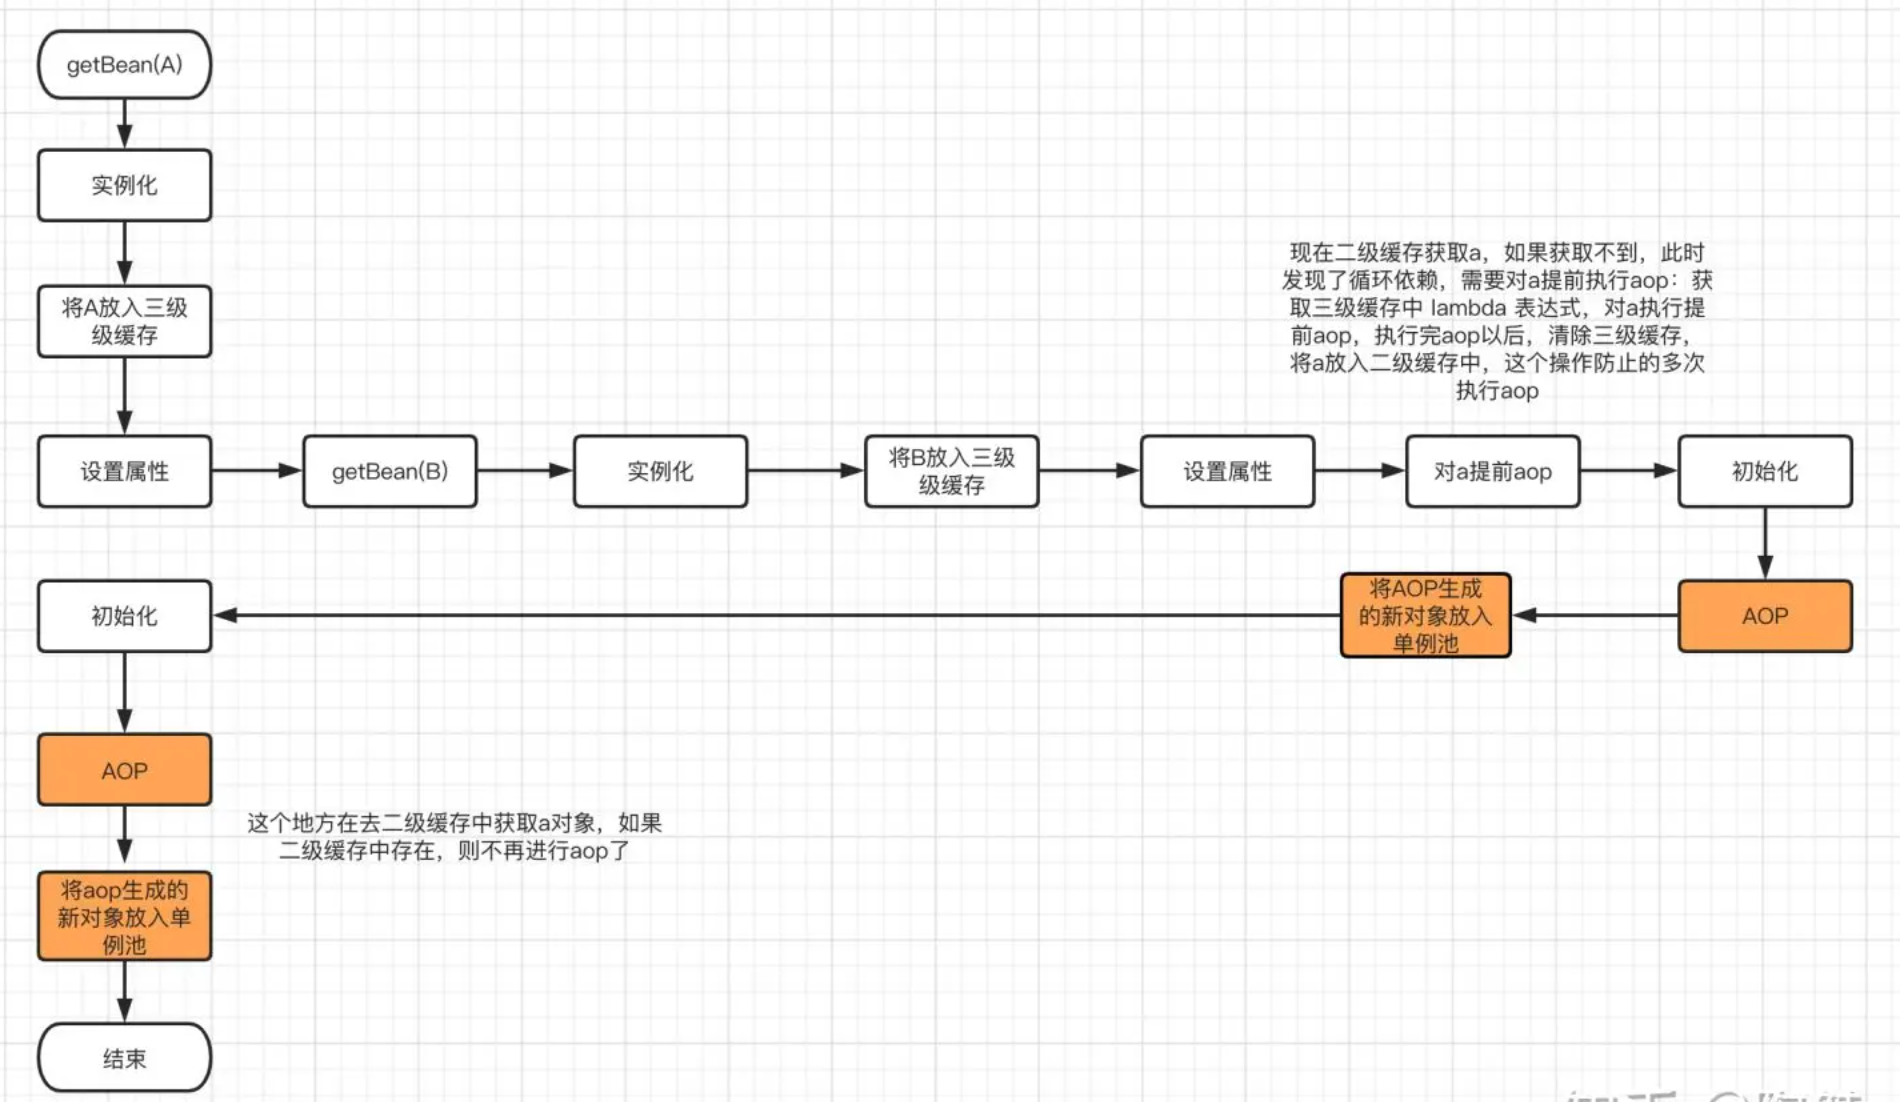 getBean(A)
实例化
将A放入三级
级缓存
现在二级缓存获取a，如果获取不到，此时
发现了循环依赖，需要对a提前执行aop：获
取三级缓存中 lambda 表达式，对a执行提
前aop，执行完aop以后，清除三级缓存，
将a放入二级缓存中，这个操作防止的多次
执行aop
设置属性
getBean(B)
实例化
将B放入三级
级缓存
设置属性
对a提前aop
初始化
AOP
将AOP生成
的新对象放入
单例池
初始化
AOP
这个地方在去二级缓存中获取a对象，如果
二级缓存中存在，则不再进行aop了
将aop生成的
新对象放入单
例池
结束